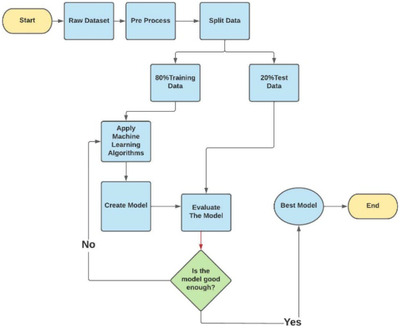 Start
Raw Dataset
Pre Process
Split Data
80%Training
Data
20%Test
Data
Apply
Machine
Learning
Algorithms
Create Model
Evaluate
The Model
Best Model
End
No
Is the
model good
enough?
Yes